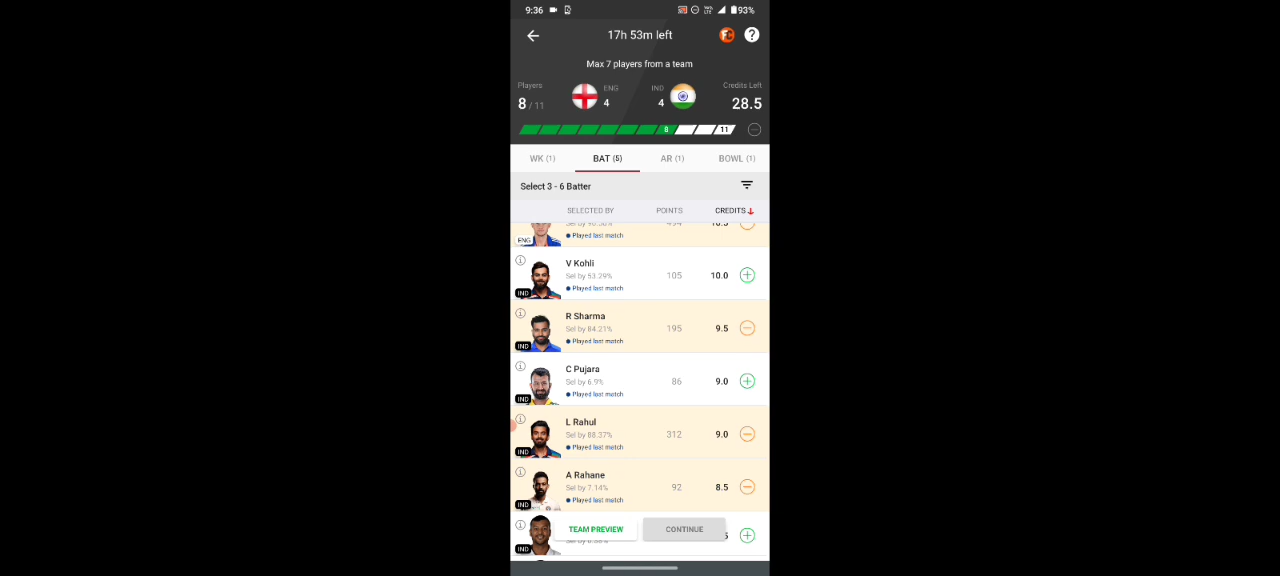 9:36 93%
17h 53m left
Max 7 players from a team
Players ENG IND Credits Left
8 / 11 4 4 28.5
8 11
WK (1) BAT (5) AR (1) BOWL (1)
Select 3 - 6 Batter
SELECTED BY POINTS CREDITS
ENG
Played last match
V Kohli
Sel by 53.29% 105 10.0
Played last match
IND
R Sharma
Sel by 84.21% 195 9.5
Played last match
IND
C Pujara
Sel by 6.9% 86 9.0
Played last match
IND
L Rahul
Sel by 88.37% 312 9.0
Played last match
IND
A Rahane
Sel by 7.14% 92 8.5
Played last match
IND
TEAM PREVIEW CONTINUE
IND